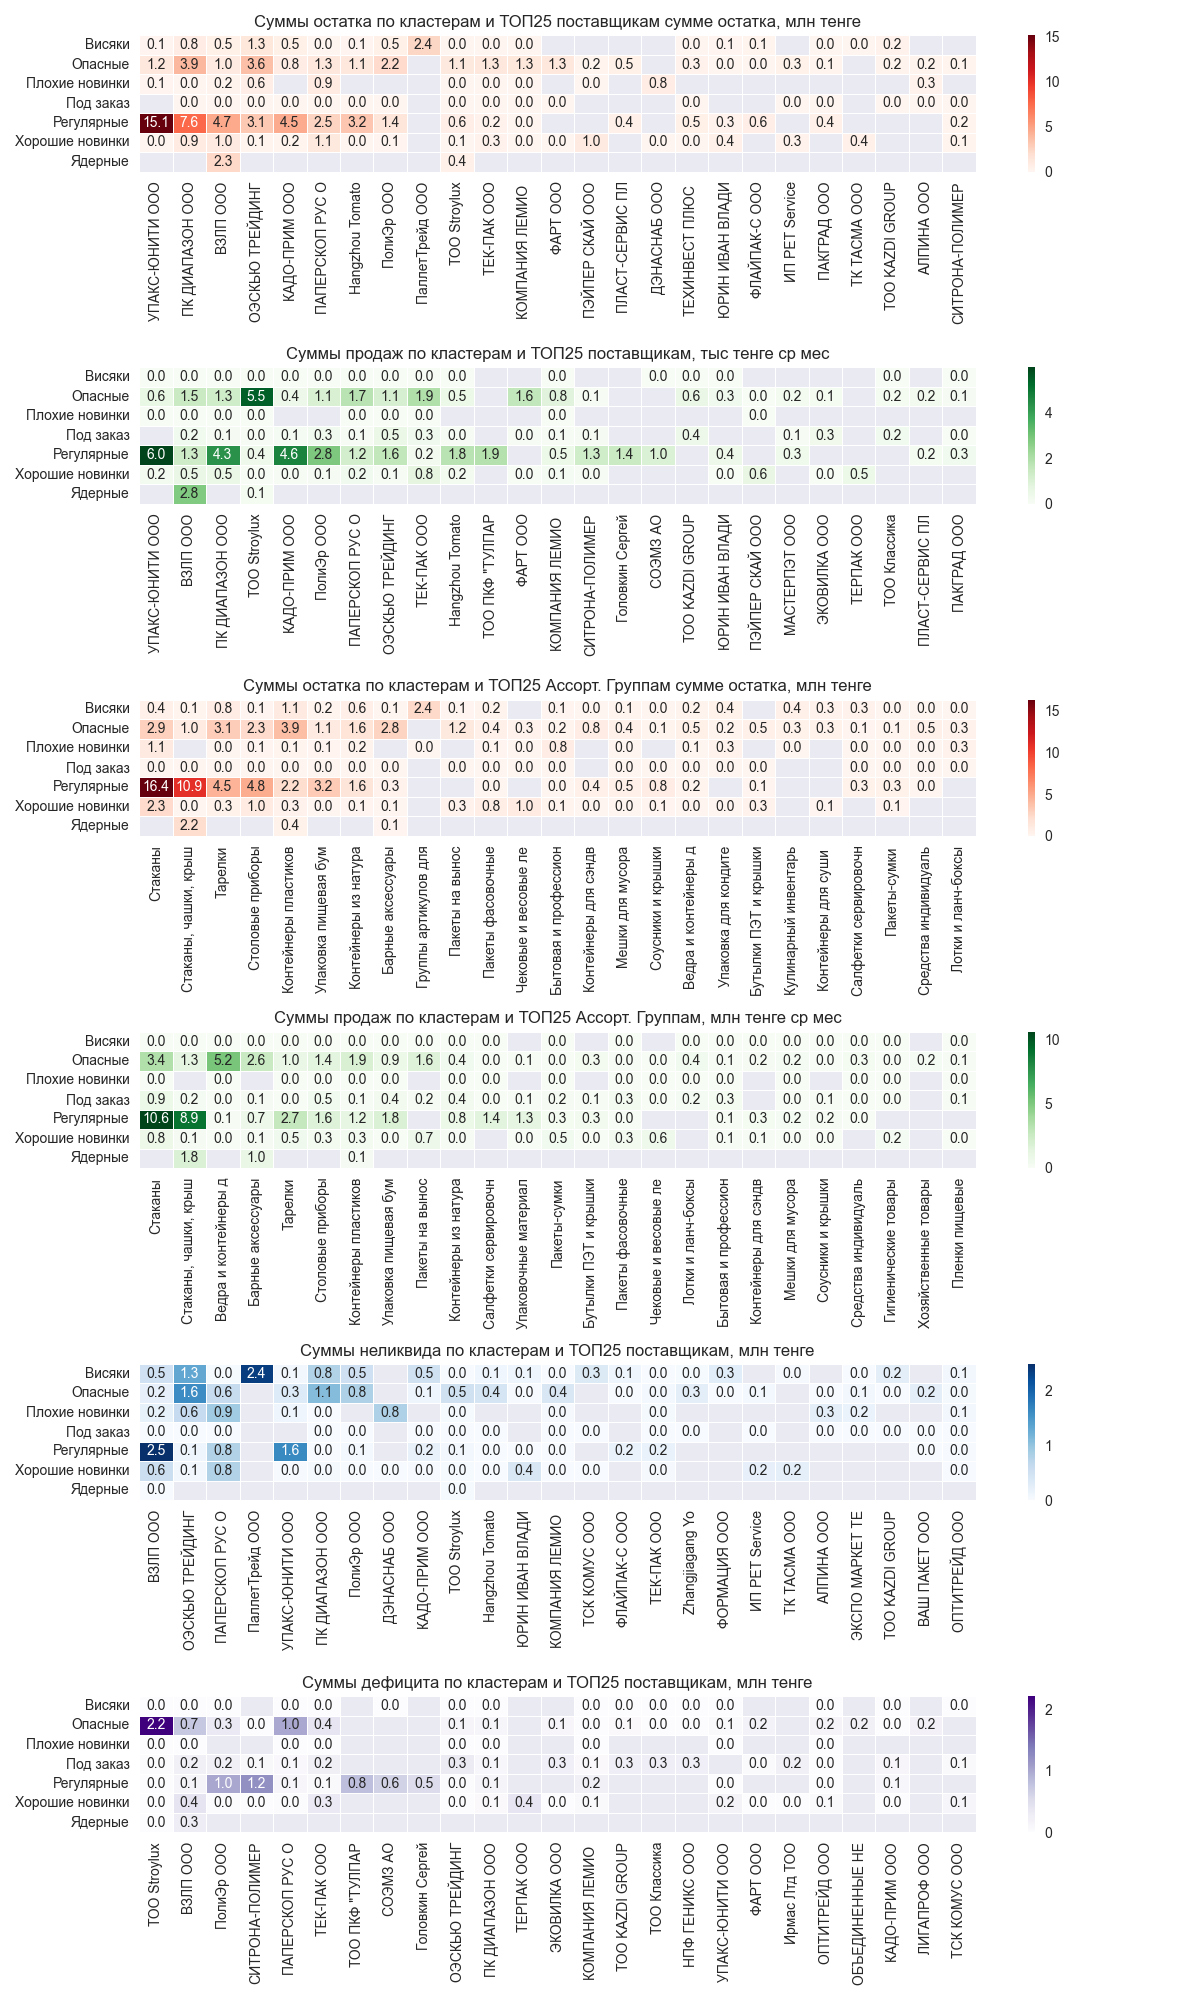 Суммы остатка по кластерам и ТОП25 поставщикам сумме остатка, млн тенге
Висяки 0.1 0.8 0.5 1.3 0.5 0.0 0.1 0.5 2.4 0.0 0.0 0.0 0.0 0.1 0.1 0.0 0.0 0.2
Опасные 1.2 3.9 1.0 3.6 0.8 1.3 1.1 2.2 1.1 1.3 1.3 1.3 0.2 0.5 0.3 0.0 0.0 0.3 0.1 0.2 0.2 0.1
Плохие новинки 0.1 0.0 0.2 0.6 0.9 0.0 0.0 0.0 0.0 0.8 0.3
Под заказ 0.0 0.0 0.0 0.0 0.0 0.0 0.0 0.0 0.0 0.0 0.0 0.0 0.0 0.0 0.0 0.0 0.0
Регулярные 15.1 7.6 4.7 3.1 4.5 2.5 3.2 1.4 0.6 0.2 0.0 0.4 0.5 0.3 0.6 0.4 0.2
Хорошие новинки 0.0 0.9 1.0 0.1 0.2 1.1 0.0 0.1 0.1 0.3 0.0 0.0 1.0 0.0 0.0 0.4 0.3 0.4 0.1
Ядерные 2.3 0.4
15
10
5
0
УПАКС-ЮНИТИ ООО
ПК ДИАПАЗОН ООО
ВЗЛП ООО
ОЭСКЬЮ ТРЕЙДИНГ
КАДО-ПРИМ ООО
ПАПЕРСКОП РУС О
Hangzhou Tomato
ПолиЭр ООО
ПаллетТрейд ООО
ТОО Stroylux
ТЕК-ПАК ООО
КОМПАНИЯ ЛЕМИО
ФАРТ ООО
ПЭЙПЕР СКАЙ ООО
ПЛАСТ-СЕРВИС ПЛ
ДЭНАСНАБ ООО
ТЕХИНВЕСТ ПЛЮС
ЮРИН ИВАН ВЛАДИ
ФЛАЙПАК-С ООО
ИП PET Service
ПАКГРАД ООО
ТК ТАСМА ООО
ТОО KAZDI GROUP
АЛПИНА ООО
СИТРОНА-ПОЛИМЕР
Суммы продаж по кластерам и ТОП25 поставщикам, тыс тенге ср мес
Висяки 0.0 0.0 0.0 0.0 0.0 0.0 0.0 0.0 0.0 0.0 0.0 0.0 0.0 0.0 0.0 0.0
Опасные 0.6 1.5 1.3 5.5 0.4 1.1 1.7 1.1 1.9 0.5 1.6 0.8 0.1 0.6 0.3 0.0 0.2 0.1 0.2 0.2 0.1
Плохие новинки 0.0 0.0 0.0 0.0 0.0 0.0 0.0 0.0 0.0
Под заказ 0.2 0.1 0.0 0.1 0.3 0.1 0.5 0.3 0.0 0.0 0.1 0.1 0.4 0.1 0.3 0.2 0.0
Регулярные 6.0 1.3 4.3 0.4 4.6 2.8 1.2 1.6 0.2 1.8 1.9 0.5 1.3 1.4 1.0 0.4 0.3 0.2 0.3
Хорошие новинки 0.2 0.5 0.5 0.0 0.0 0.1 0.2 0.1 0.8 0.2 0.0 0.1 0.0 0.0 0.6 0.0 0.5
Ядерные 2.8 0.1
4
2
0
УПАКС-ЮНИТИ ООО
ВЗЛП ООО
ПК ДИАПАЗОН ООО
ТОО Stroylux
КАДО-ПРИМ ООО
ПолиЭр ООО
ПАПЕРСКОП РУС О
ОЭСКЬЮ ТРЕЙДИНГ
ТЕК-ПАК ООО
Hangzhou Tomato
ТОО ПКФ "ТУЛПАР
ФАРТ ООО
КОМПАНИЯ ЛЕМИО
СИТРОНА-ПОЛИМЕР
Головкин Сергей
СОЭМЗ АО
ТОО KAZDI GROUP
ЮРИН ИВАН ВЛАДИ
ПЭЙПЕР СКАЙ ООО
МАСТЕРПЭТ ООО
ЭКОВИЛКА ООО
ТЕРПАК ООО
ТОО Классика
ПЛАСТ-СЕРВИС ПЛ
ПАКГРАД ООО
Суммы остатка по кластерам и ТОП25 Ассорт. Группам сумме остатка, млн тенге
Висяки 0.4 0.1 0.8 0.1 1.1 0.2 0.6 0.1 2.4 0.1 0.2 0.1 0.0 0.1 0.0 0.2 0.4 0.4 0.3 0.3 0.0 0.0 0.0
Опасные 2.9 1.0 3.1 2.3 3.9 1.1 1.6 2.8 1.2 0.4 0.3 0.2 0.8 0.4 0.1 0.5 0.2 0.5 0.3 0.3 0.1 0.1 0.5 0.3
Плохие новинки 1.1 0.0 0.1 0.1 0.1 0.2 0.0 0.1 0.0 0.8 0.0 0.1 0.3 0.0 0.0 0.0 0.0 0.3
Под заказ 0.0 0.0 0.0 0.0 0.0 0.0 0.0 0.0 0.0 0.0 0.0 0.0 0.0 0.0 0.0 0.0 0.0 0.0 0.0 0.0 0.0
Регулярные 16.4 10.9 4.5 4.8 2.2 3.2 1.6 0.3 0.0 0.0 0.4 0.5 0.8 0.2 0.1 0.3 0.3 0.0
Хорошие новинки 2.3 0.0 0.3 1.0 0.3 0.0 0.1 0.1 0.3 0.8 1.0 0.1 0.0 0.0 0.1 0.0 0.0 0.3 0.1 0.1
Ядерные 2.2 0.4 0.1
15
10
5
0
Стаканы
Стаканы, чашки, крыш
Тарелки
Столовые приборы
Контейнеры пластиков
Упаковка пищевая бум
Контейнеры из натура
Барные аксессуары
Группы артикулов для
Пакеты на вынос
Пакеты фасовочные
Чековые и весовые ле
Бытовая и профессион
Контейнеры для сэндв
Мешки для мусора
Соусники и крышки
Ведра и контейнеры д
Упаковка для кондите
Бутылки ПЭТ и крышки
Кулинарный инвентарь
Контейнеры для суши
Салфетки сервировочн
Пакеты-сумки
Средства индивидуаль
Лотки и ланч-боксы
Суммы продаж по кластерам и ТОП25 Ассорт. Группам, млн тенге ср мес
Висяки 0.0 0.0 0.0 0.0 0.0 0.0 0.0 0.0 0.0 0.0 0.0 0.0 0.0 0.0 0.0 0.0 0.0 0.0 0.0 0.0 0.0 0.0
Опасные 3.4 1.3 5.2 2.6 1.0 1.4 1.9 0.9 1.6 0.4 0.0 0.1 0.0 0.3 0.0 0.0 0.4 0.1 0.2 0.2 0.0 0.3 0.0 0.2 0.1
Плохие новинки 0.0 0.0 0.0 0.0 0.0 0.0 0.0 0.0 0.0 0.0 0.0 0.0 0.0 0.0 0.0 0.0 0.0 0.0
Под заказ 0.9 0.2 0.0 0.1 0.0 0.5 0.1 0.4 0.2 0.4 0.0 0.1 0.2 0.1 0.3 0.0 0.2 0.3 0.0 0.1 0.0 0.0 0.1
Регулярные 10.6 8.9 0.1 0.7 2.7 1.6 1.2 1.8 0.8 1.4 1.3 0.3 0.3 0.0 0.1 0.3 0.2 0.2 0.0
Хорошие новинки 0.8 0.1 0.0 0.1 0.5 0.3 0.3 0.0 0.7 0.0 0.0 0.5 0.0 0.3 0.6 0.1 0.1 0.0 0.0 0.2 0.0
Ядерные 1.8 1.0 0.1
10
5
0
Стаканы
Стаканы, чашки, крыш
Ведра и контейнеры д
Барные аксессуары
Тарелки
Столовые приборы
Контейнеры пластиков
Упаковка пищевая бум
Пакеты на вынос
Контейнеры из натура
Салфетки сервировочн
Упаковочные материал
Пакеты-сумки
Бутылки ПЭТ и крышки
Пакеты фасовочные
Чековые и весовые ле
Лотки и ланч-боксы
Бытовая и профессион
Контейнеры для сэндв
Мешки для мусора
Соусники и крышки
Средства индивидуаль
Гигиенические товары
Хозяйственные товары
Пленки пищевые
Суммы неликвида по кластерам и ТОП25 поставщикам, млн тенге
Висяки 0.5 1.3 0.0 2.4 0.1 0.8 0.5 0.5 0.0 0.1 0.1 0.0 0.3 0.1 0.0 0.0 0.3 0.0 0.0 0.2 0.1
Опасные 0.2 1.6 0.6 0.3 1.1 0.8 0.1 0.5 0.4 0.0 0.4 0.0 0.0 0.3 0.0 0.1 0.0 0.1 0.0 0.2 0.0
Плохие новинки 0.2 0.6 0.9 0.1 0.0 0.8 0.0 0.0 0.0 0.3 0.2 0.1
Под заказ 0.0 0.0 0.0 0.0 0.0 0.0 0.0 0.0 0.0 0.0 0.0 0.0 0.0 0.0 0.0 0.0 0.0 0.0 0.0 0.0 0.0
Регулярные 2.5 0.1 0.8 1.6 0.0 0.1 0.2 0.1 0.0 0.0 0.0 0.2 0.2 0.0 0.0
Хорошие новинки 0.6 0.1 0.8 0.0 0.0 0.0 0.0 0.0 0.0 0.0 0.4 0.0 0.0 0.0 0.2 0.2 0.0
Ядерные 0.0 0.0
2
1
0
ВЗЛП ООО
ОЭСКЬЮ ТРЕЙДИНГ
ПАПЕРСКОП РУС О
ПаллетТрейд ООО
УПАКС-ЮНИТИ ООО
ПК ДИАПАЗОН ООО
ПолиЭр ООО
ДЭНАСНАБ ООО
КАДО-ПРИМ ООО
ТОО Stroylux
Hangzhou Tomato
ЮРИН ИВАН ВЛАДИ
КОМПАНИЯ ЛЕМИО
ТСК КОМУС ООО
ФЛАЙПАК-С ООО
ТЕК-ПАК ООО
Zhangjiagang Yo
ФОРМАЦИЯ ООО
ИП PET Service
ТК ТАСМА ООО
АЛПИНА ООО
ЭКСПО МАРКЕТ ТЕ
ТОО KAZDI GROUP
ВАШ ПАКЕТ ООО
ОПТИТРЕЙД ООО
Суммы дефицита по кластерам и ТОП25 поставщикам, млн тенге
Висяки 0.0 0.0 0.0 0.0 0.0 0.0 0.0 0.0 0.0 0.0 0.0 0.0 0.0 0.0 0.0
Опасные 2.2 0.7 0.3 0.0 1.0 0.4 0.1 0.1 0.1 0.0 0.1 0.0 0.0 0.1 0.2 0.2 0.2 0.0 0.2
Плохие новинки 0.0 0.0 0.0 0.0 0.0 0.0 0.0 0.0
Под заказ 0.0 0.2 0.2 0.1 0.1 0.2 0.3 0.1 0.3 0.1 0.3 0.3 0.3 0.0 0.2 0.0 0.1 0.1
Регулярные 0.0 0.1 1.0 1.2 0.1 0.1 0.8 0.6 0.5 0.0 0.1 0.2 0.0 0.0 0.1
Хорошие новинки 0.0 0.4 0.0 0.0 0.0 0.3 0.0 0.1 0.4 0.0 0.1 0.2 0.0 0.0 0.1 0.0 0.1
Ядерные 0.0 0.3
2
1
0
ТОО Stroylux
ВЗЛП ООО
ПолиЭр ООО
СИТРОНА-ПОЛИМЕР
ПАПЕРСКОП РУС О
ТЕК-ПАК ООО
ТОО ПКФ "ТУЛПАР
СОЭМЗ АО
Головкин Сергей
ОЭСКЬЮ ТРЕЙДИНГ
ПК ДИАПАЗОН ООО
ТЕРПАК ООО
ЭКОВИЛКА ООО
КОМПАНИЯ ЛЕМИО
ТОО KAZDI GROUP
ТОО Классика
НПФ ГЕНИКС ООО
УПАКС-ЮНИТИ ООО
ФАРТ ООО
Ирмас Лтд ТОО
ОПТИТРЕЙД ООО
ОБЪЕДИНЕННЫЕ НЕ
КАДО-ПРИМ ООО
ЛИГАПРОФ ООО
ТСК КОМУС ООО